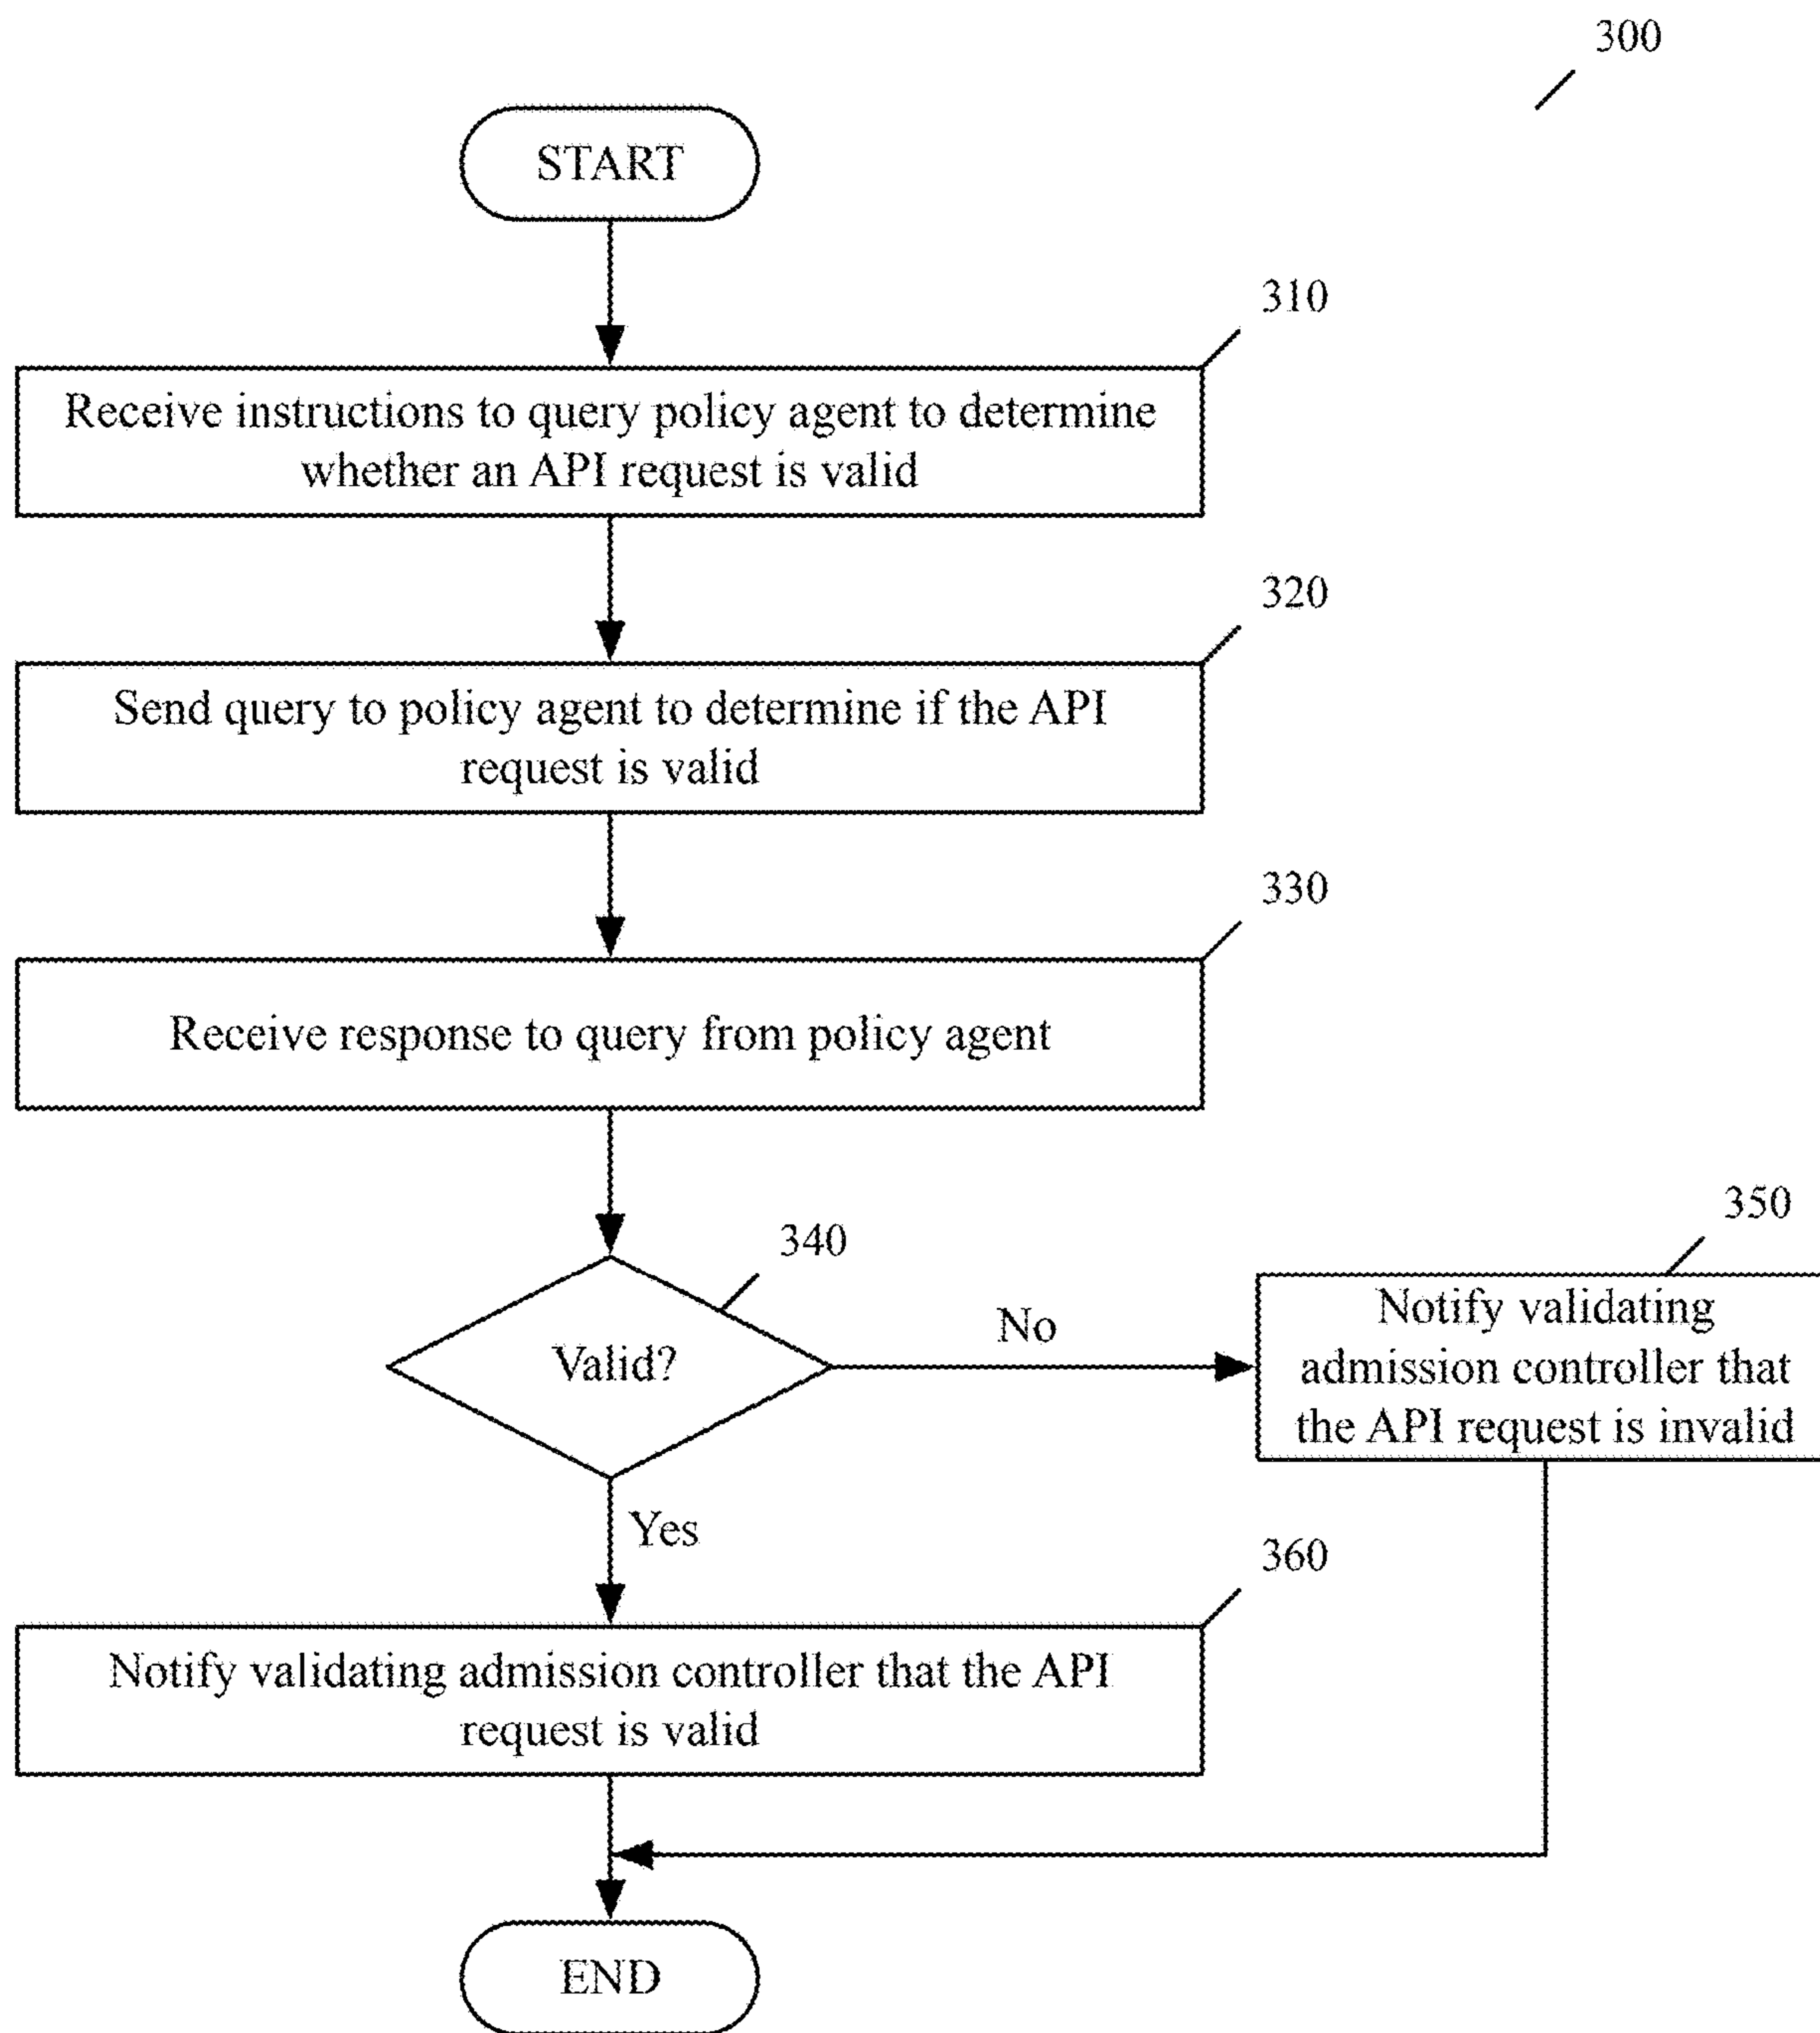 300
START
310
Receive instructions to query policy agent to determine
whether an API request is valid
320
Send query to policy agent to determine if the API
request is valid
330
Receive response to query from policy agent
340
Valid?
No
350
Notify validating
admission controller that
the API request is invalid
Yes
360
Notify validating admission controller that the API
request is valid
END